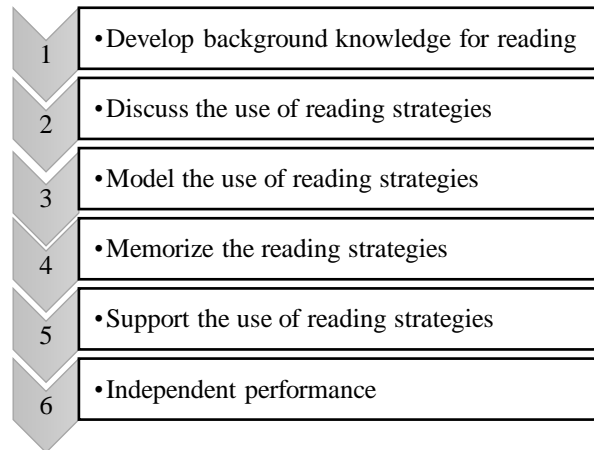 1 •Develop background knowledge for reading
2 •Discuss the use of reading strategies
3 •Model the use of reading strategies
4 •Memorize the reading strategies
5 •Support the use of reading strategies
6 •Independent performance